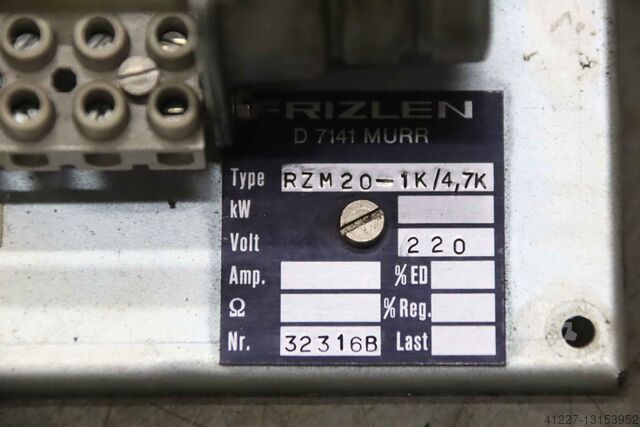 FRIZLEN
D 7141 MURR
Type RZM20-1K/4,7K
kW
Volt 220
Amp. %ED
Ω %Reg.
Nr. 32316B Last
41227-13153952